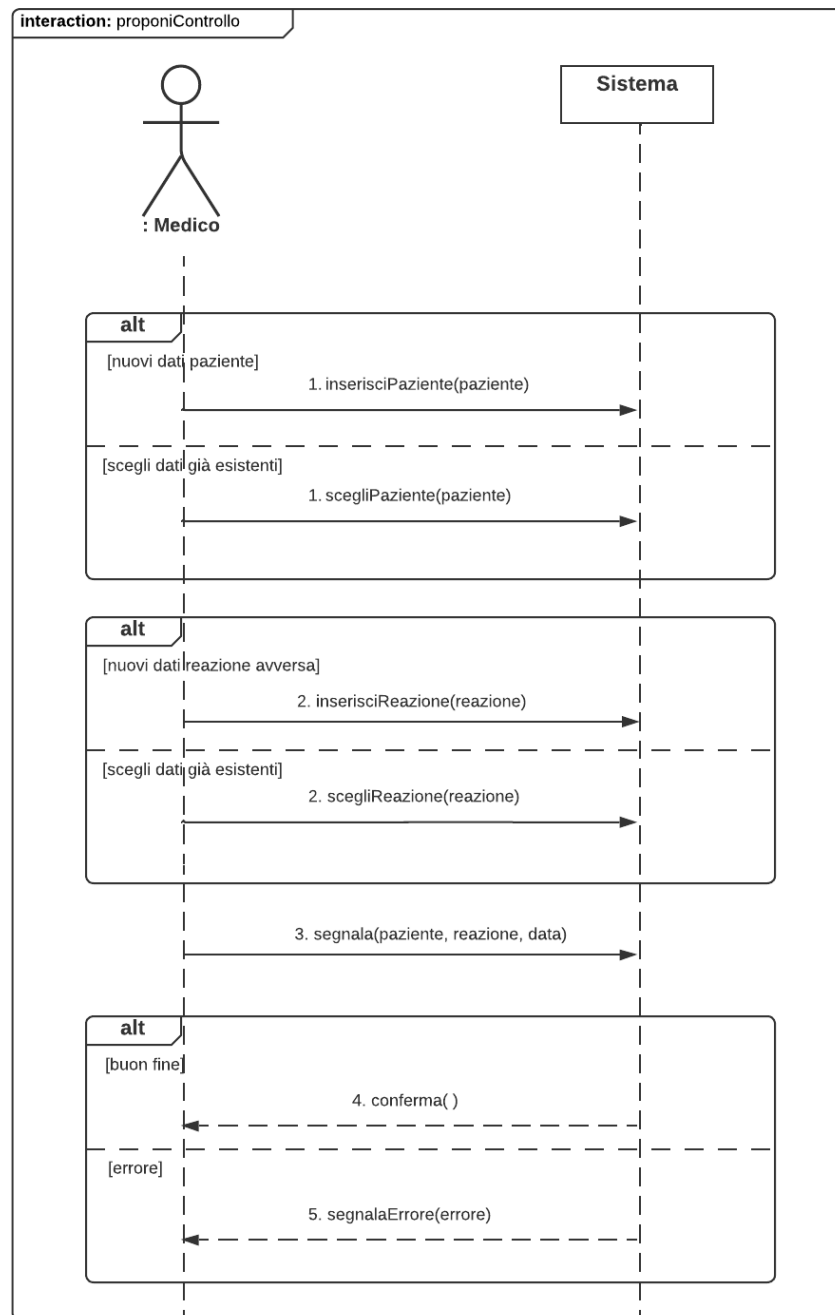 interaction: proponiControllo
Sistema
: Medico
alt
[nuovi dati paziente]
1. inserisciPaziente(paziente)
[scegli dati già esistenti]
1. scegliPaziente(paziente)
alt
[nuovi dati reazione avversa]
2. inserisciReazione(reazione)
[scegli dati già esistenti]
2. scegliReazione(reazione)
3. segnala(paziente, reazione, data)
alt
[buon fine]
4. conferma( )
[errore]
5. segnalaErrore(errore)